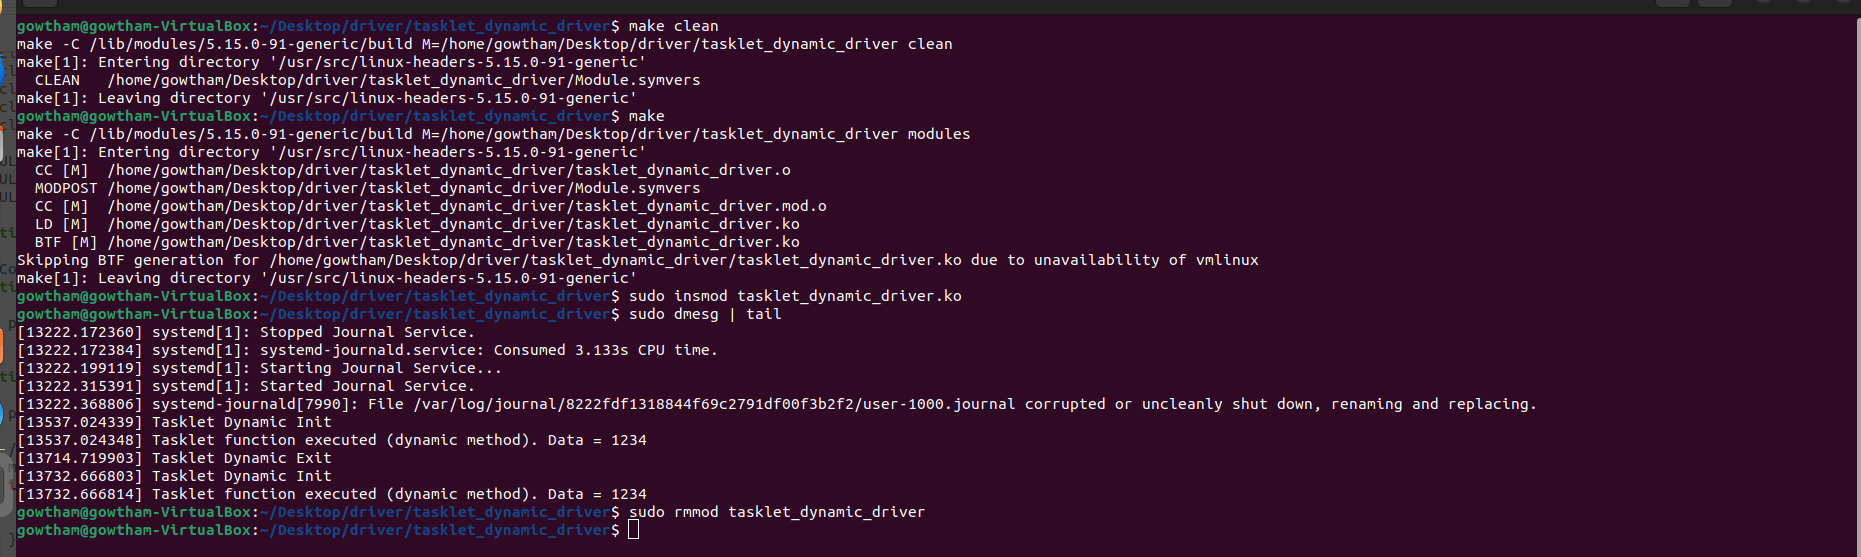 gowtham@gowtham-VirtualBox:~/Desktop/driver/tasklet_dynamic_driver$ make clean
make -C /lib/modules/5.15.0-91-generic/build M=/home/gowtham/Desktop/driver/tasklet_dynamic_driver clean
make[1]: Entering directory '/usr/src/linux-headers-5.15.0-91-generic'
  CLEAN   /home/gowtham/Desktop/driver/tasklet_dynamic_driver/Module.symvers
make[1]: Leaving directory '/usr/src/linux-headers-5.15.0-91-generic'
gowtham@gowtham-VirtualBox:~/Desktop/driver/tasklet_dynamic_driver$ make
make -C /lib/modules/5.15.0-91-generic/build M=/home/gowtham/Desktop/driver/tasklet_dynamic_driver modules
make[1]: Entering directory '/usr/src/linux-headers-5.15.0-91-generic'
  CC [M]  /home/gowtham/Desktop/driver/tasklet_dynamic_driver/tasklet_dynamic_driver.o
  MODPOST /home/gowtham/Desktop/driver/tasklet_dynamic_driver/Module.symvers
  CC [M]  /home/gowtham/Desktop/driver/tasklet_dynamic_driver/tasklet_dynamic_driver.mod.o
  LD [M]  /home/gowtham/Desktop/driver/tasklet_dynamic_driver/tasklet_dynamic_driver.ko
  BTF [M] /home/gowtham/Desktop/driver/tasklet_dynamic_driver/tasklet_dynamic_driver.ko
Skipping BTF generation for /home/gowtham/Desktop/driver/tasklet_dynamic_driver/tasklet_dynamic_driver.ko due to unavailability of vmlinux
make[1]: Leaving directory '/usr/src/linux-headers-5.15.0-91-generic'
gowtham@gowtham-VirtualBox:~/Desktop/driver/tasklet_dynamic_driver$ sudo insmod tasklet_dynamic_driver.ko
gowtham@gowtham-VirtualBox:~/Desktop/driver/tasklet_dynamic_driver$ sudo dmesg | tail
[13222.172360] systemd[1]: Stopped Journal Service.
[13222.172384] systemd[1]: systemd-journald.service: Consumed 3.133s CPU time.
[13222.199119] systemd[1]: Starting Journal Service...
[13222.315391] systemd[1]: Started Journal Service.
[13222.368806] systemd-journald[7990]: File /var/log/journal/8222fdf1318844f69c2791df00f3b2f2/user-1000.journal corrupted or uncleanly shut down, renaming and replacing.
[13537.024339] Tasklet Dynamic Init
[13537.024348] Tasklet function executed (dynamic method). Data = 1234
[13714.719903] Tasklet Dynamic Exit
[13732.666803] Tasklet Dynamic Init
[13732.666814] Tasklet function executed (dynamic method). Data = 1234
gowtham@gowtham-VirtualBox:~/Desktop/driver/tasklet_dynamic_driver$ sudo rmmod tasklet_dynamic_driver
gowtham@gowtham-VirtualBox:~/Desktop/driver/tasklet_dynamic_driver$